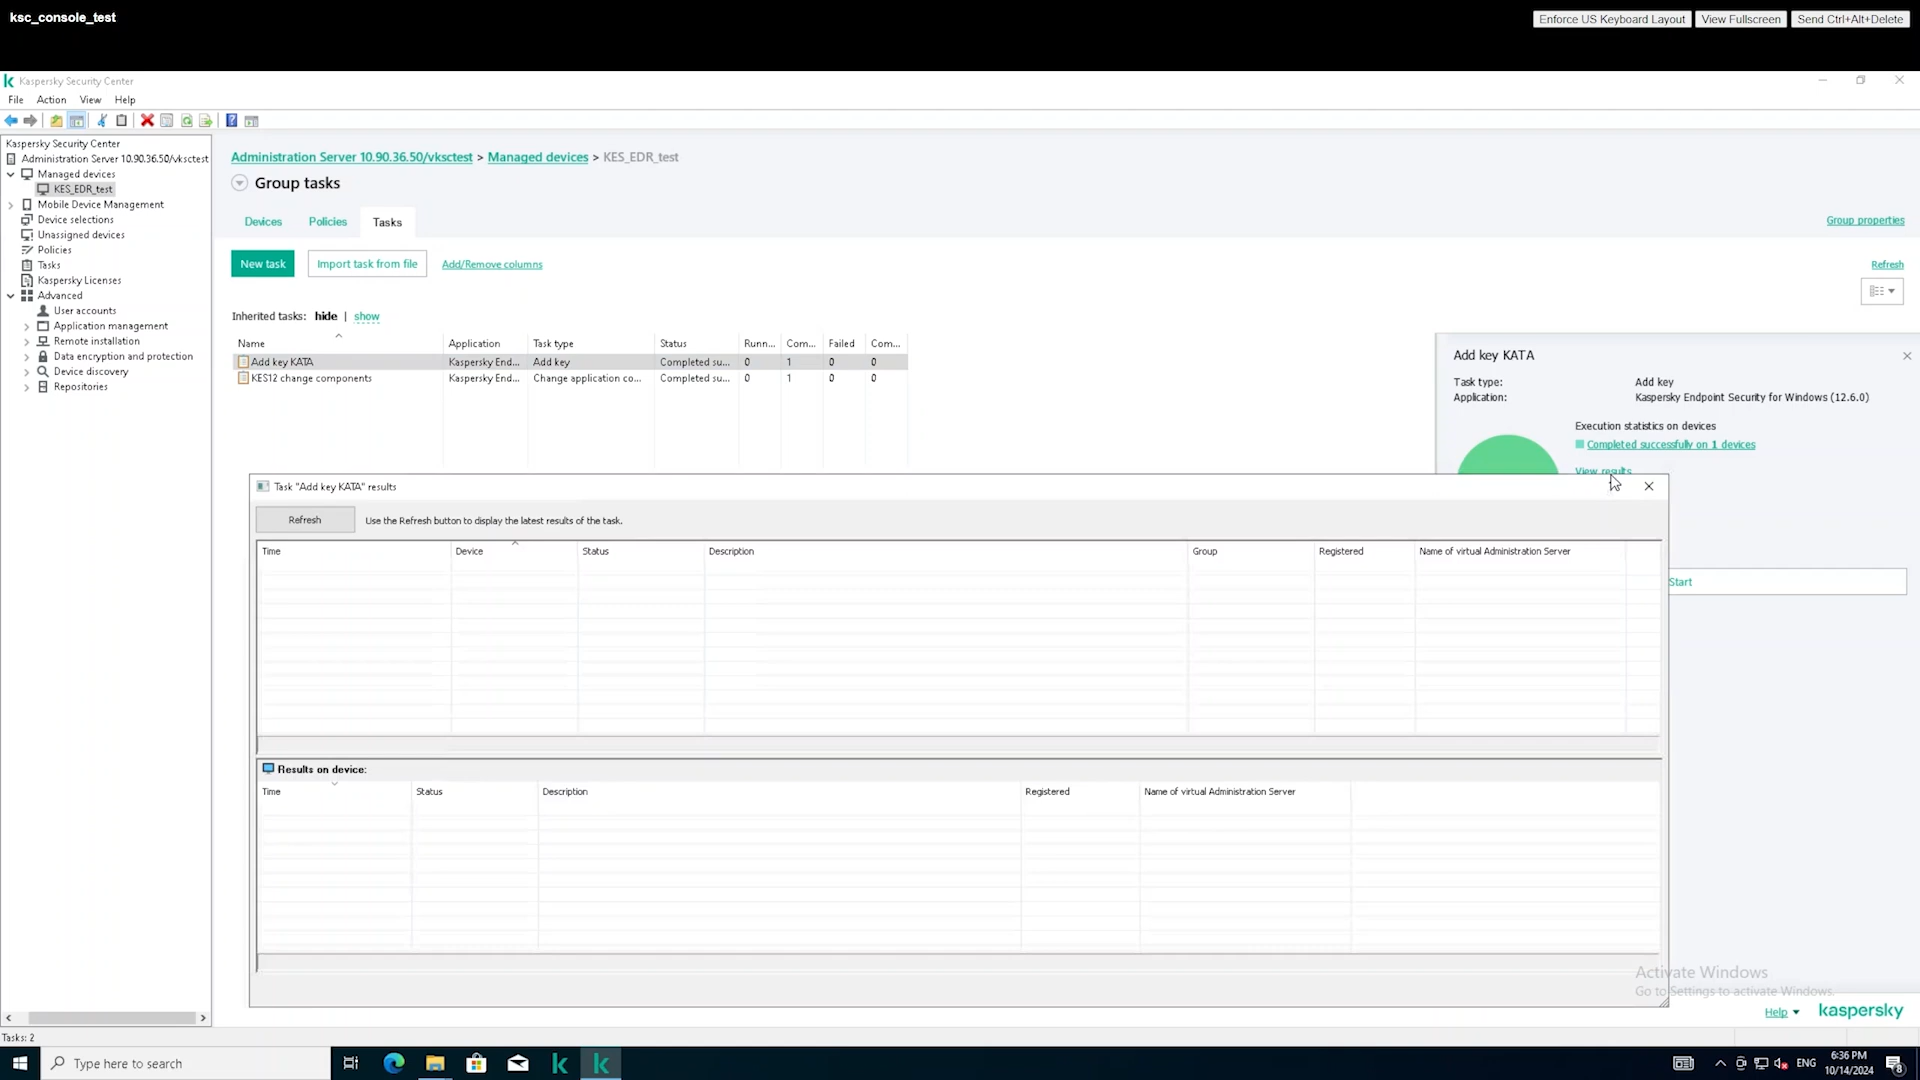 ksc_console_test
Enforce US Keyboard Layout View Fullscreen Send Ctrl+Alt+Delete
Kaspersky Security Center
File Action View Help
Kaspersky Security Center
Administration Server 10.90.36.50/vksctest
Managed devices
KES_EDR_test
Mobile Device Management
Device selections
Unassigned devices
Policies
Tasks
Kaspersky Licenses
Advanced
User accounts
Application management
Remote installation
Data encryption and protection
Device discovery
Repositories
Administration Server 10.90.36.50/vksctest > Managed devices > KES_EDR_test
Group tasks
Devices Policies Tasks
Group properties
New task Import task from file Add/Remove columns
Refresh
Inherited tasks: hide | show
Name Application Task type Status Runn... Com... Failed Com...
Add key KATA Kaspersky End... Add key Completed su... 0 1 0 0
KES12 change components Kaspersky End... Change application co... Completed su... 0 1 0 0
Add key KATA
Task type: Add key
Application: Kaspersky Endpoint Security for Windows (12.6.0)
Execution statistics on devices
Completed successfully on 1 devices
View results
Start
Task "Add key KATA" results
Refresh Use the Refresh button to display the latest results of the task.
Time Device Status Description Group Registered Name of virtual Administration Server
Results on device:
Time Status Description Registered Name of virtual Administration Server
Activate Windows
Go to Settings to activate Windows.
Help kaspersky
Tasks: 2
Type here to search
ENG
6:36 PM
10/14/2024
8